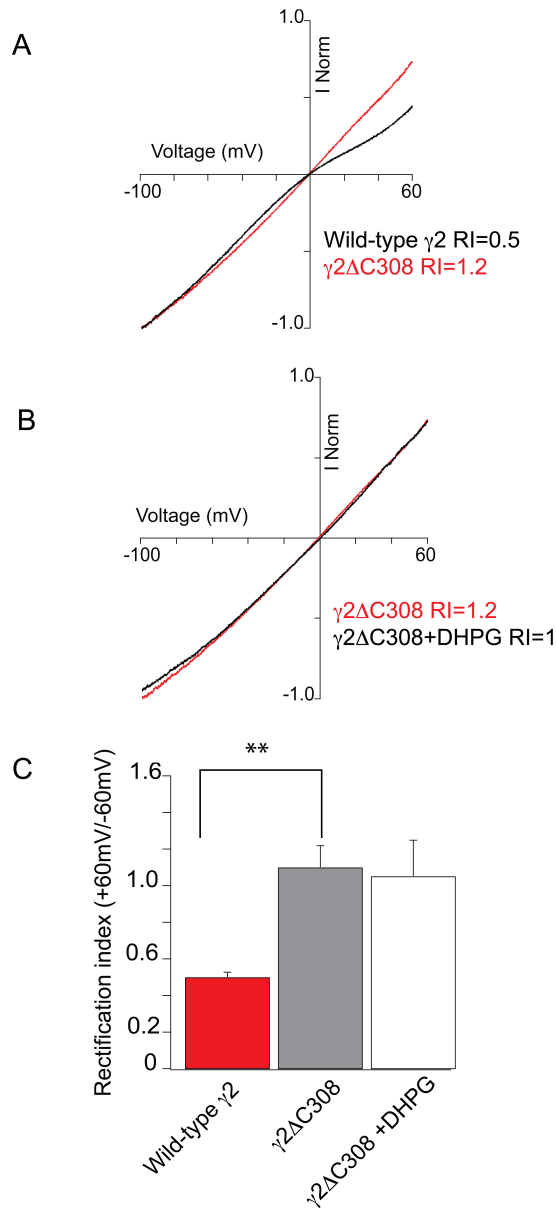 A
1.0
I Norm
Voltage (mV)
-100
60
Wild-type γ2 RI=0.5
γ2ΔC308 RI=1.2
-1.0
B
1.0
I Norm
Voltage (mV)
-100
60
γ2ΔC308 RI=1.2
γ2ΔC308+DHPG RI=1
-1.0
C
**
Rectification index (+60mV/-60mV)
1.6
1.0
0.6
0.2
0
Wild-type γ2
γ2ΔC308
γ2ΔC308 +DHPG